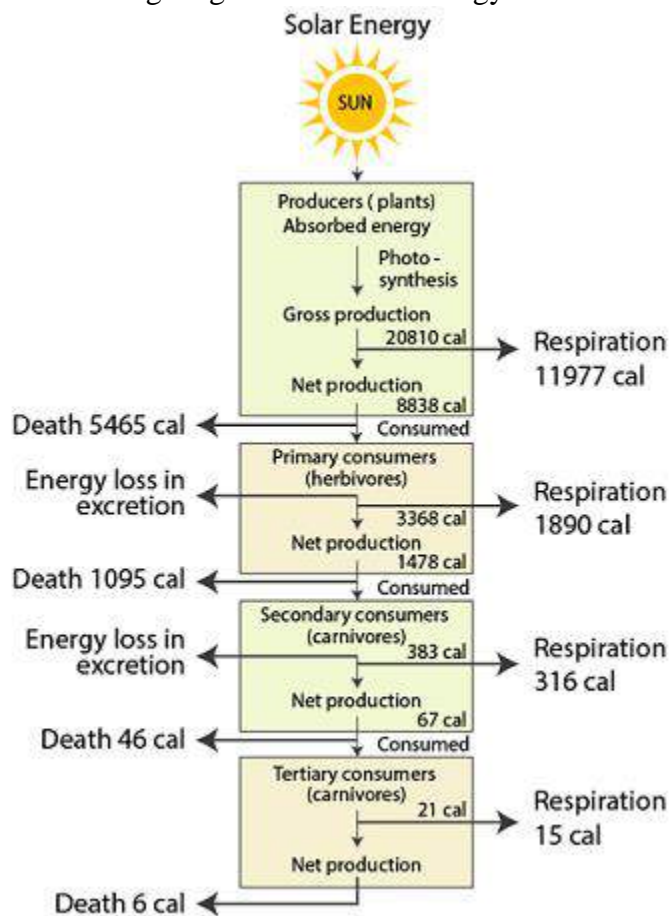 Solar Energy
SUN
Producers ( plants)
Absorbed energy
Photo -
synthesis
Gross production
20810 cal
Respiration
11977 cal
Net production
8838 cal
Death 5465 cal
Consumed
Primary consumers
(herbivores)
Energy loss in
excretion
3368 cal
Respiration
1890 cal
Net production
1478 cal
Death 1095 cal
Consumed
Secondary consumers
(carnivores)
383 cal
Energy loss in
excretion
Respiration
316 cal
Net production
67 cal
Death 46 cal
Consumed
Tertiary consumers
(carnivores)
21 cal
Respiration
15 cal
Net production
Death 6 cal